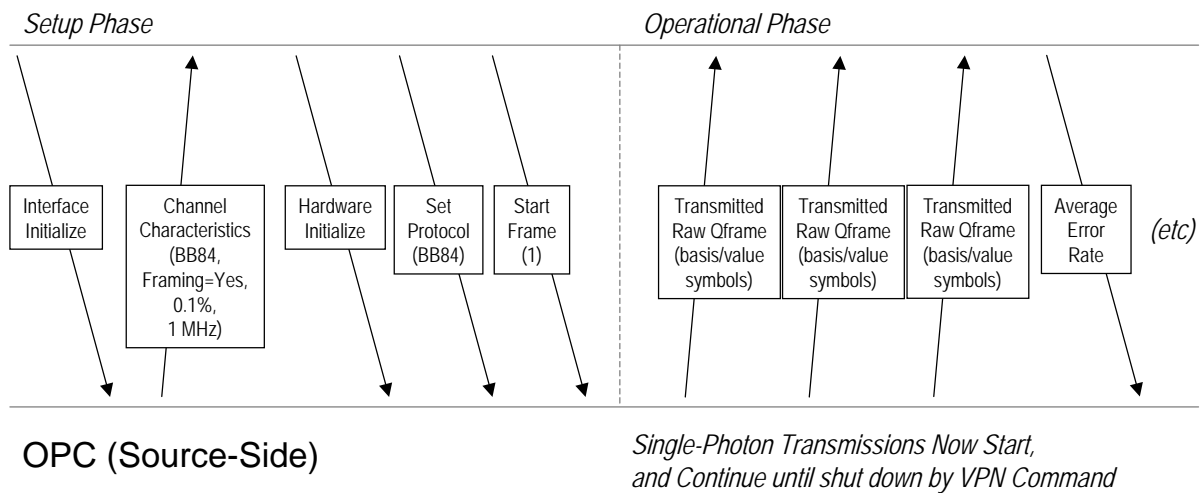 Setup Phase
Operational Phase
Interface
Initialize
Channel
Characteristics
(BB84,
Framing=Yes,
0.1%,
1 MHz)
Hardware
Initialize
Set
Protocol
(BB84)
Start
Frame
(1)
Transmitted
Raw Qframe
(basis/value
symbols)
Transmitted
Raw Qframe
(basis/value
symbols)
Transmitted
Raw Qframe
(basis/value
symbols)
Average
Error
Rate
(etc)
OPC (Source-Side)
Single-Photon Transmissions Now Start,
and Continue until shut down by VPN Command